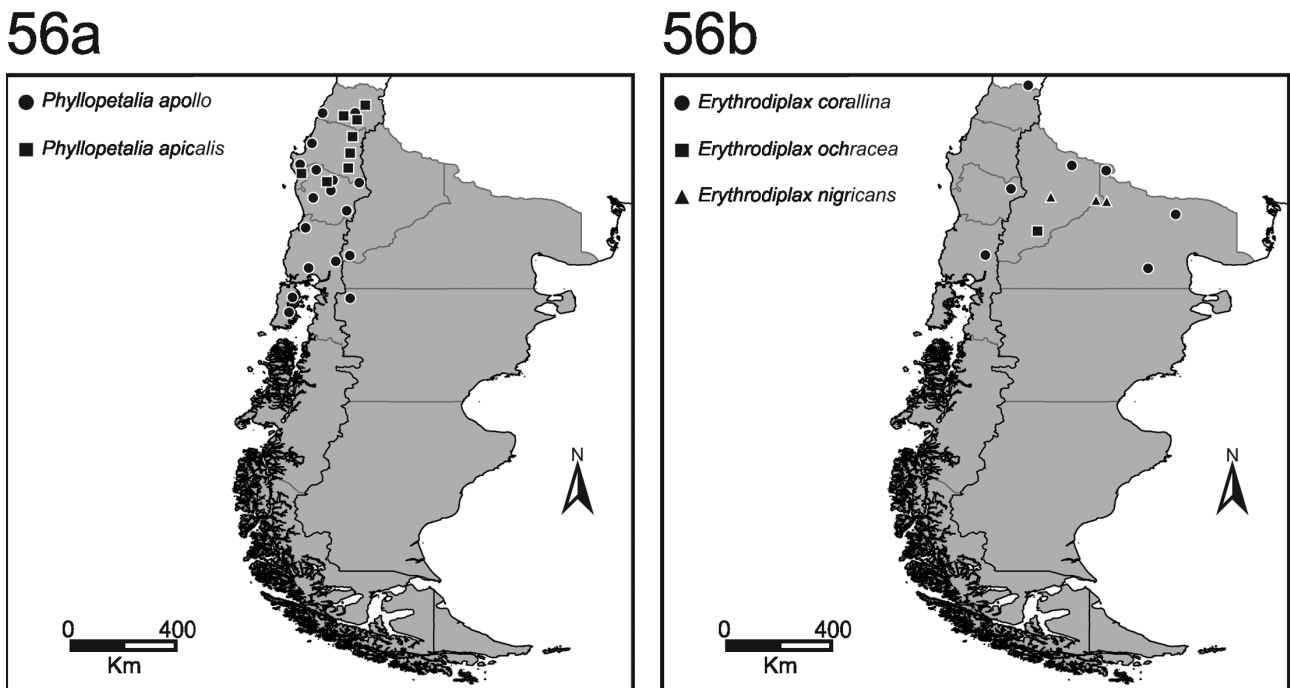 56a
Phyllopetalia apollo
Phyllopetalia apicalis
N
0 400
Km
56b
Erythrodiplax corallina
Erythrodiplax ochracea
Erythrodiplax nigricans
N
0 400
Km